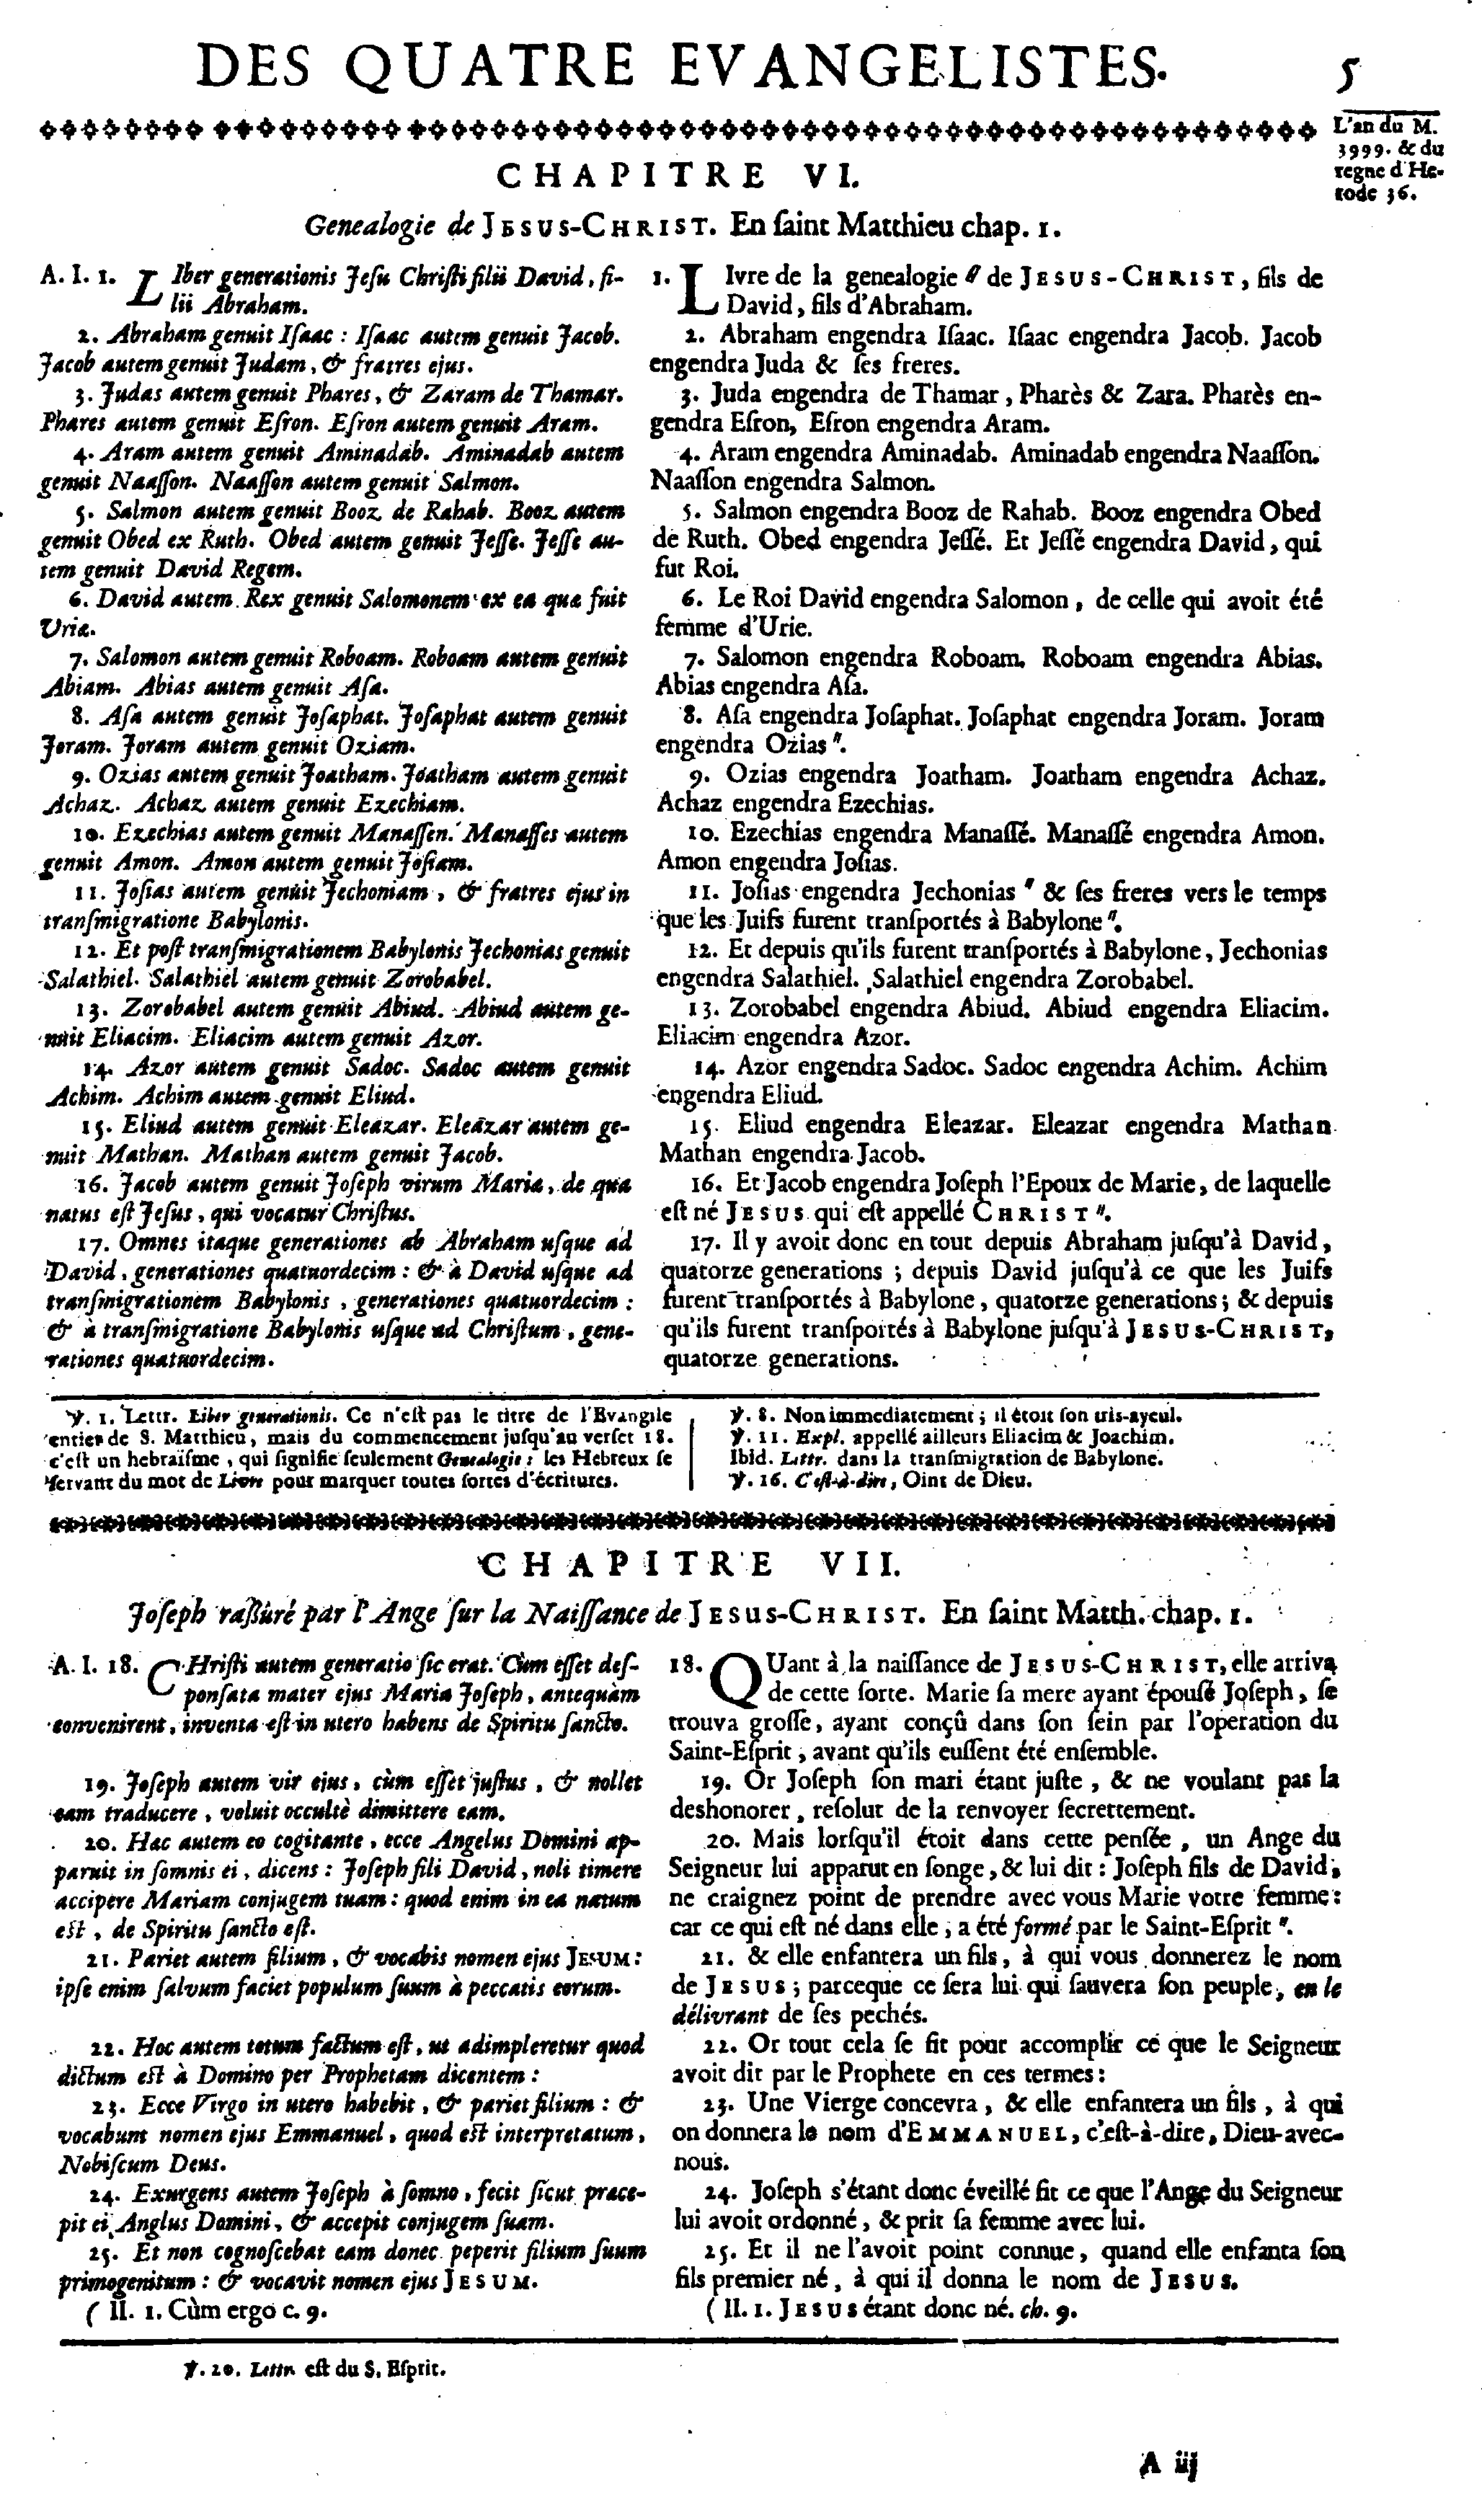 DES QUATRE EVANGELISTES.
5
L'an du M.
3999. & du
regne d'He-
rode 36.
CHAPITRE VI.
Genealogie de JESUS-CHRIST. En ſaint Matthieu chap. 1.
A. I. 1. LIber generationis Jeſu Chriſti filii David, fi-
lii Abraham.
2. Abraham genuit Iſaac : Iſaac autem genuit Jacob.
Jacob autem genuit Judam, & fratres ejus.
3. Judas autem genuit Phares, & Zaram de Thamar.
Phares autem genuit Eſron. Eſron autem genuit Aram.
4. Aram autem genuit Aminadab. Aminadab autem
genuit Naaſſon. Naaſſon autem genuit Salmon.
5. Salmon autem genuit Booz de Rahab. Booz autem
genuit Obed ex Ruth. Obed autem genuit Jeſſe. Jeſſe au-
tem genuit David Regem.
6. David autem Rex genuit Salomonem ex ea quæ fuit
Uriæ.
7. Salomon autem genuit Roboam. Roboam autem genuit
Abiam. Abias autem genuit Aſa.
8. Aſa autem genuit Joſaphat. Joſaphat autem genuit
Joram. Joram autem genuit Oziam.
9. Ozias autem genuit Joatham. Joatham autem genuit
Achaz. Achaz autem genuit Ezechiam.
10. Ezechias autem genuit Manaſſen. Manaſſes autem
genuit Amon. Amon autem genuit Joſiam.
11. Joſias autem genuit Jechoniam, & fratres ejus in
tranſmigratione Babylonis.
12. Et poſt tranſmigrationem Babylonis Jechonias genuit
Salathiel. Salathiel autem genuit Zorobabel.
13. Zorobabel autem genuit Abiud. Abiud autem ge-
nuit Eliacim. Eliacim autem genuit Azor.
14. Azor autem genuit Sadoc. Sadoc autem genuit
Achim. Achim autem genuit Eliud.
15. Eliud autem genuit Eleazar. Eleazar autem ge-
nuit Mathan. Mathan autem genuit Jacob.
16. Jacob autem genuit Joſeph virum Mariæ, de qua
natus eſt Jeſus, qui vocatur Chriſtus.
17. Omnes itaque generationes ab Abraham uſque ad
David, generationes quatuordecim : & à David uſque ad
tranſmigrationem Babylonis, generationes quatuordecim :
& à tranſmigratione Babylonis uſque ad Chriſtum, gene-
rationes quatuordecim.
1. LIvre de la genealogie " de JESUS-CHRIST, fils de
David, fils d'Abraham.
2. Abraham engendra Iſaac. Iſaac engendra Jacob. Jacob
engendra Juda & ſes freres.
3. Juda engendra de Thamar, Pharès & Zara. Pharès en-
gendra Eſron, Eſron engendra Aram.
4. Aram engendra Aminadab. Aminadab engendra Naaſſon.
Naaſſon engendra Salmon.
5. Salmon engendra Booz de Rahab. Booz engendra Obed
de Ruth. Obed engendra Jeſſé. Et Jeſſé engendra David, qui
fut Roi.
6. Le Roi David engendra Salomon, de celle qui avoit été
femme d'Urie.
7. Salomon engendra Roboam. Roboam engendra Abias.
Abias engendra Aſa.
8. Aſa engendra Joſaphat. Joſaphat engendra Joram. Joram
engendra Ozias ".
9. Ozias engendra Joatham. Joatham engendra Achaz.
Achaz engendra Ezechias.
10. Ezechias engendra Manaſſé. Manaſſé engendra Amon.
Amon engendra Joſias.
11. Joſias engendra Jechonias " & ſes freres vers le temps
que les Juifs furent tranſportés à Babylone ".
12. Et depuis qu'ils furent tranſportés à Babylone, Jechonias
engendra Salathiel. Salathiel engendra Zorobabel.
13. Zorobabel engendra Abiud. Abiud engendra Eliacim.
Eliacim engendra Azor.
14. Azor engendra Sadoc. Sadoc engendra Achim. Achim
engendra Eliud.
15. Eliud engendra Eleazar. Eleazar engendra Mathan
Mathan engendra Jacob.
16. Et Jacob engendra Joſeph l'Epoux de Marie, de laquelle
eſt né JESUS qui eſt appellé CHRIST ".
17. Il y avoit donc en tout depuis Abraham juſqu'à David,
quatorze generations ; depuis David juſqu'à ce que les Juifs
furent tranſportés à Babylone, quatorze generations ; & depuis
qu'ils furent tranſportés à Babylone juſqu'à JESUS-CHRIST,
quatorze generations.
℣. 1. Lettr. Liber generationis. Ce n'eſt pas le titre de l'Evangile
entier de S. Matthieu, mais du commencement juſqu'au verſet 18.
c'eſt un hebraïſme, qui ſignifie ſeulement Genealogie : les Hebreux ſe
ſervant du mot de Livre pour marquer toutes ſortes d'écritures.
℣. 8. Non immediatement ; il étoit ſon tris-ayeul.
℣. 11. Expl. appellé ailleurs Eliacim & Joachim.
Ibid. Lettr. dans la tranſmigration de Babylone.
℣. 16. C'eſt-à-dire, Oint de Dieu.
CHAPITRE VII.
Joſeph raſſûré par l'Ange ſur la Naiſſance de JESUS-CHRIST. En ſaint Matth. chap. 1.
A. I. 18. CHriſti autem generatio ſic erat. Cùm eſſet deſ-
ponſata mater ejus Maria Joſeph, antequàm
convenirent, inventa eſt in utero habens de Spiritu ſancto.
19. Joſeph autem vir ejus, cùm eſſet juſtus, & nollet
eam traducere, voluit occultè dimittere eam.
20. Hæc autem eo cogitante, ecce Angelus Domini ap-
paruit in ſomnis ei, dicens : Joſeph fili David, noli timere
accipere Mariam conjugem tuam : quod enim in ea natum
eſt, de Spiritu ſancto eſt.
21. Pariet autem filium, & vocabis nomen ejus JESUM :
ipſe enim ſalvum faciet populum ſuum à peccatis eorum.
22. Hoc autem totum factum eſt, ut adimpleretur quod
dictum eſt à Domino per Prophetam dicentem :
23. Ecce Virgo in utero habebit, & pariet filium : &
vocabunt nomen ejus Emmanuel, quod eſt interpretatum,
Nobiſcum Deus.
24. Exurgens autem Joſeph à ſomno, fecit ſicut præce-
pit ei Anglus Domini, & accepit conjugem ſuam.
25. Et non cognoſcebat eam donec peperit filium ſuum
primogenitum : & vocavit nomen ejus JESUM.
( II. 1. Cùm ergo c. 9.
18. QUant à la naiſſance de JESUS-CHRIST, elle arriva
de cette ſorte. Marie ſa mere ayant épouſé Joſeph, ſe
trouva groſſe, ayant conçû dans ſon ſein par l'operation du
Saint-Eſprit, avant qu'ils euſſent été enſemble.
19. Or Joſeph ſon mari étant juſte, & ne voulant pas la
deshonorer, reſolut de la renvoyer ſecrettement.
20. Mais lorſqu'il étoit dans cette penſée, un Ange du
Seigneur lui apparut en ſonge, & lui dit : Joſeph fils de David,
ne craignez point de prendre avec vous Marie votre femme :
car ce qui eſt né dans elle, a été formé par le Saint-Eſprit ".
21. & elle enfantera un fils, à qui vous donnerez le nom
de JESUS ; parceque ce ſera lui qui ſauvera ſon peuple, en le
délivrant de ſes pechés.
22. Or tout cela ſe fit pour accomplir ce que le Seigneur
avoit dit par le Prophete en ces termes :
23. Une Vierge concevra, & elle enfantera un fils, à qui
on donnera le nom d'EMMANUEL, c'eſt-à-dire, Dieu-avec-
nous.
24. Joſeph s'étant donc éveillé fit ce que l'Ange du Seigneur
lui avoit ordonné, & prit ſa femme avec lui.
25. Et il ne l'avoit point connue, quand elle enfanta ſon
fils premier né, à qui il donna le nom de JESUS.
( II. 1. JESUS étant donc né. ch. 9.
℣. 20. Lettr. eſt du S. Eſprit.
A iij